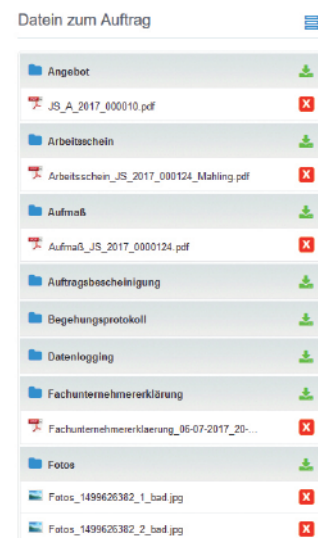 Datein zum Auftrag
Angebot
JS_A_2017_000010.pdf
Arbeitsschein
Arbeitsschein_JS_2017_000124_Mahling.pdf
Aufmaß
Aufmaß_JS_2017_0000124.pdf
Auftragsbescheinigung
Begehungsprotokoll
Datenlogging
Fachunternehmererklärung
Fachunternehmererklaerung_06-07-2017_20-...
Fotos
Fotos_1499626382_1_bad.jpg
Fotos_1499626382_2_bad.jpg